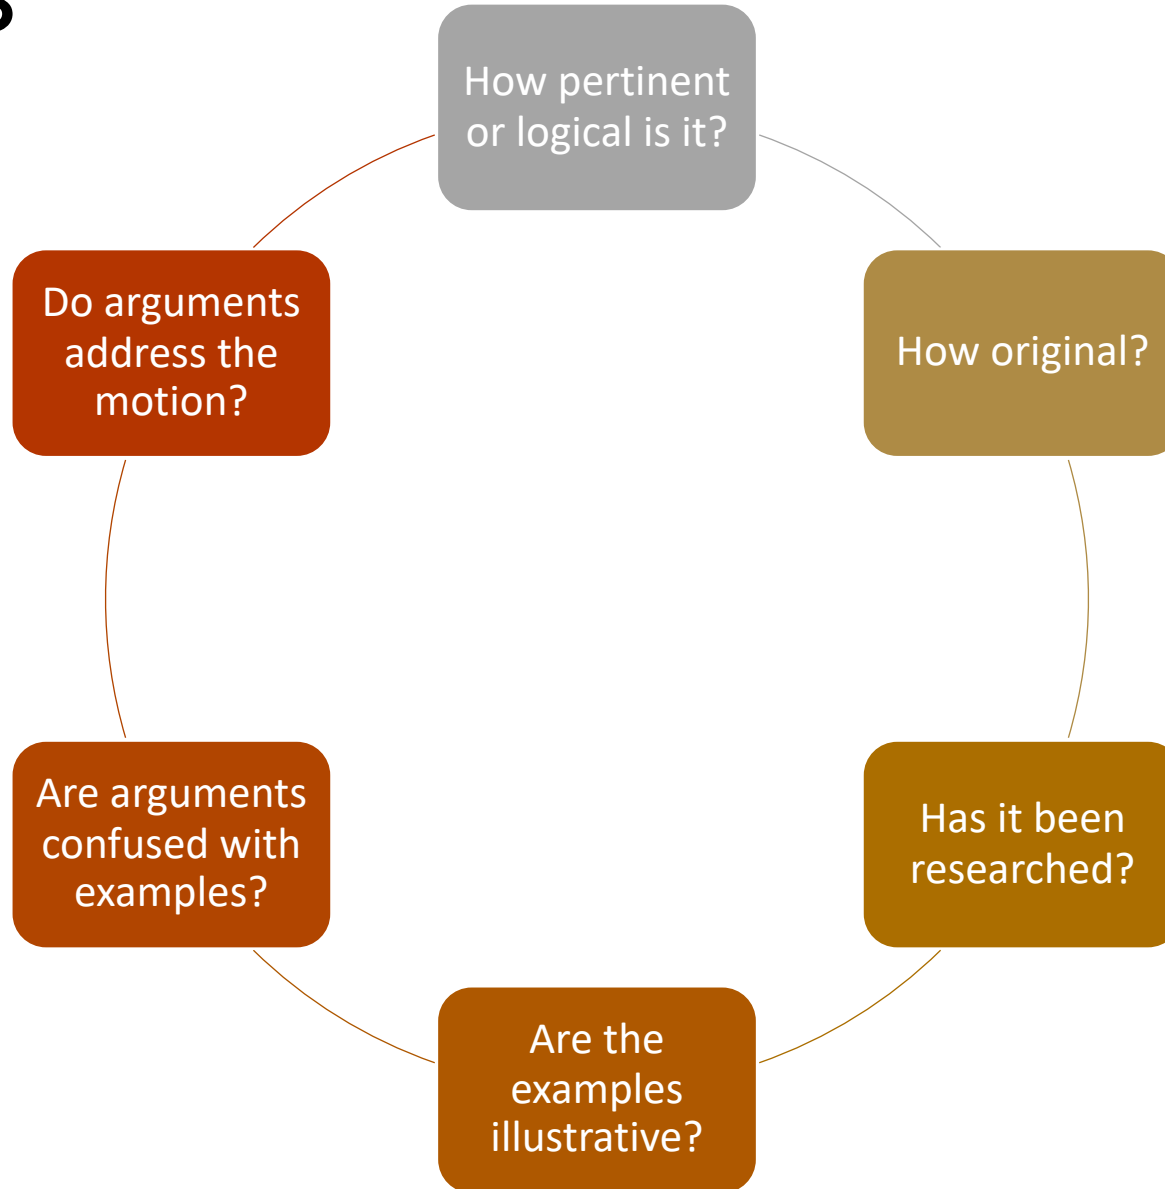 How pertinent
or logical is it?
How original?
Has it been
researched?
Are the
examples
illustrative?
Are arguments
confused with
examples?
Do arguments
address the
motion?